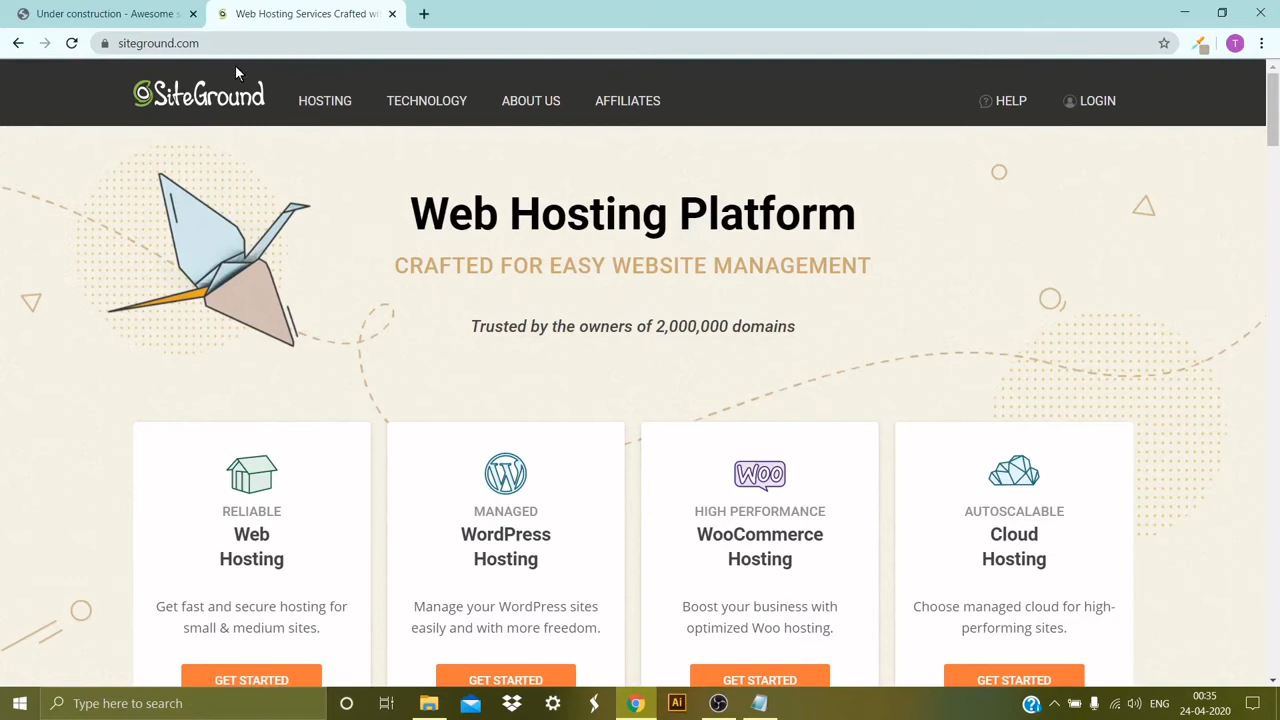 Under construction - Awesome s
Web Hosting Services Crafted wi
T
siteground.com
SiteGround
HOSTING
TECHNOLOGY
ABOUT US
AFFILIATES
HELP
LOGIN
Web Hosting Platform
CRAFTED FOR EASY WEBSITE MANAGEMENT
Trusted by the owners of 2,000,000 domains
WOO
RELIABLE
Web
Hosting
Get fast and secure hosting for
small & medium sites.
GET STARTED
MANAGED
WordPress
Hosting
Manage your WordPress sites
easily and with more freedom.
GET STARTED
HIGH PERFORMANCE
WooCommerce
Hosting
Boost your business with
optimized Woo hosting.
GET STARTED
AUTOSCALABLE
Cloud
Hosting
Choose managed cloud for high-
performing sites.
GET STARTED
Type here to search
Ai
ENG
00:35
24-04-2020